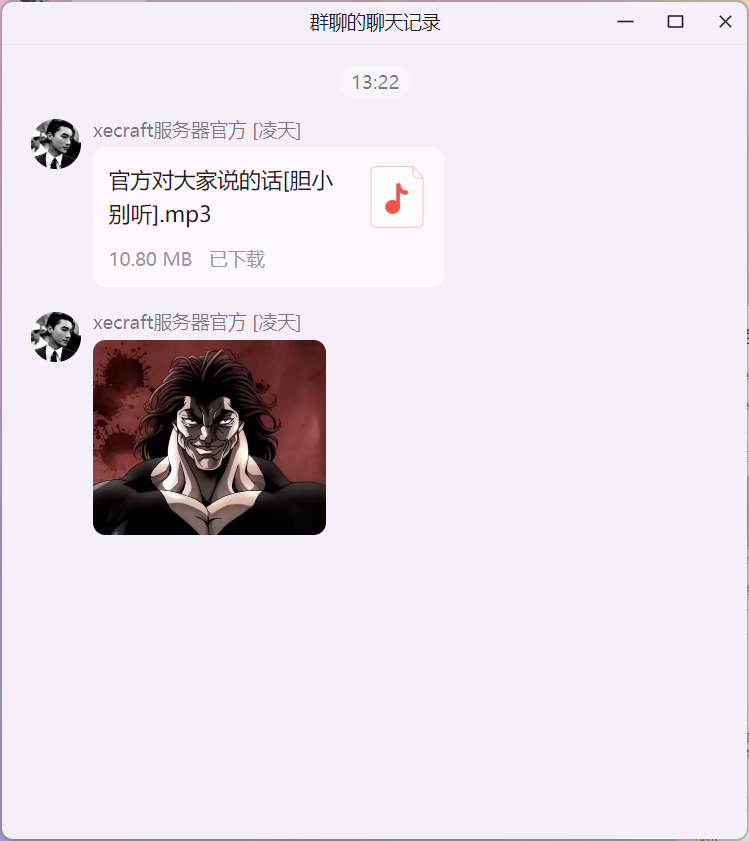 群聊的聊天记录
13:22
xecraft服务器官方 [凌天]
官方对大家说的话[胆小
别听].mp3
10.80 MB 已下载
xecraft服务器官方 [凌天]